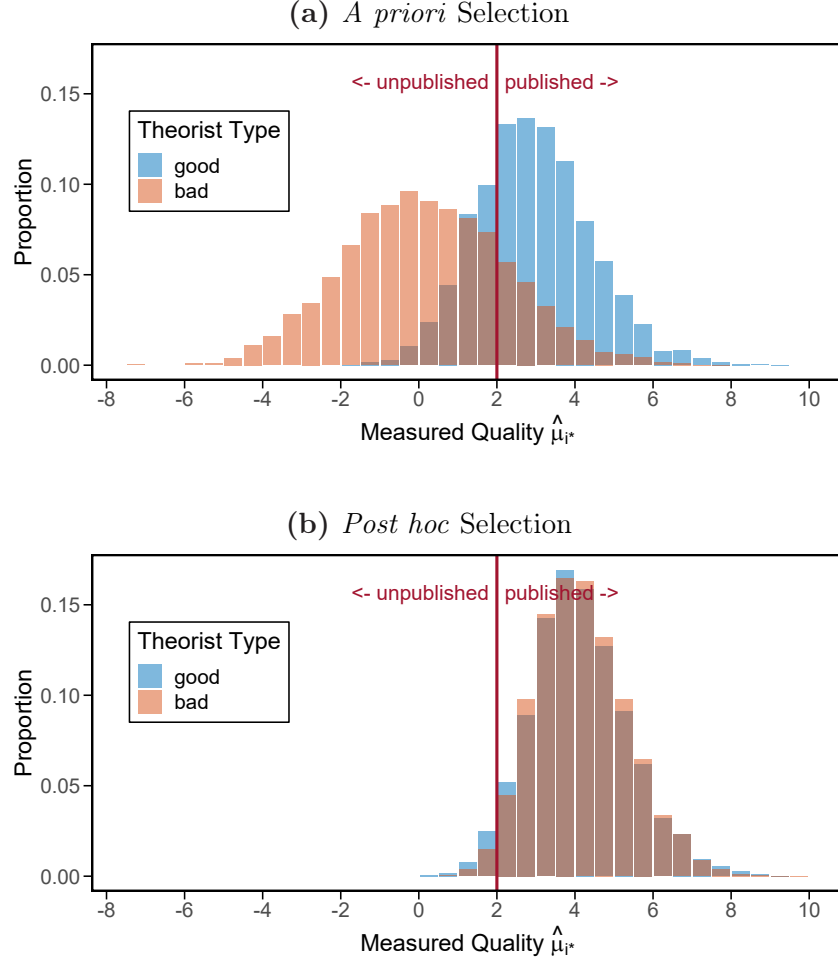 (a) A priori Selection
<- unpublished published ->
0.15
Theorist Type
good
0.10
bad
Proportion
0.05
0.00
-8 -6 -4 -2 0 2 4 6 8 10
Measured Quality μ̂i*
(b) Post hoc Selection
<- unpublished published ->
0.15
Theorist Type
good
0.10
bad
Proportion
0.05
0.00
-8 -6 -4 -2 0 2 4 6 8 10
Measured Quality μ̂i*